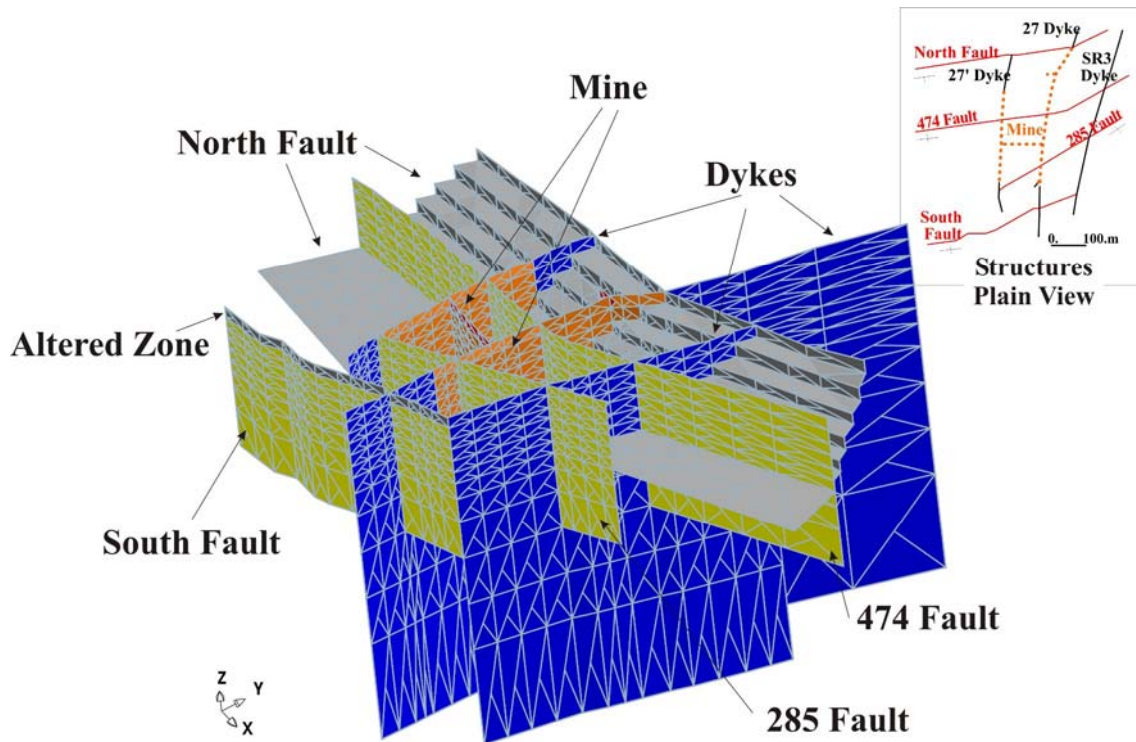 27 Dyke
North Fault
SR3
Dyke
27' Dyke
474 Fault
Mine
285 Fault
South
Fault
0. 100.m
Structures
Plain View
Mine
North Fault
Dykes
Altered Zone
South Fault
474 Fault
285 Fault
Z
Y
X